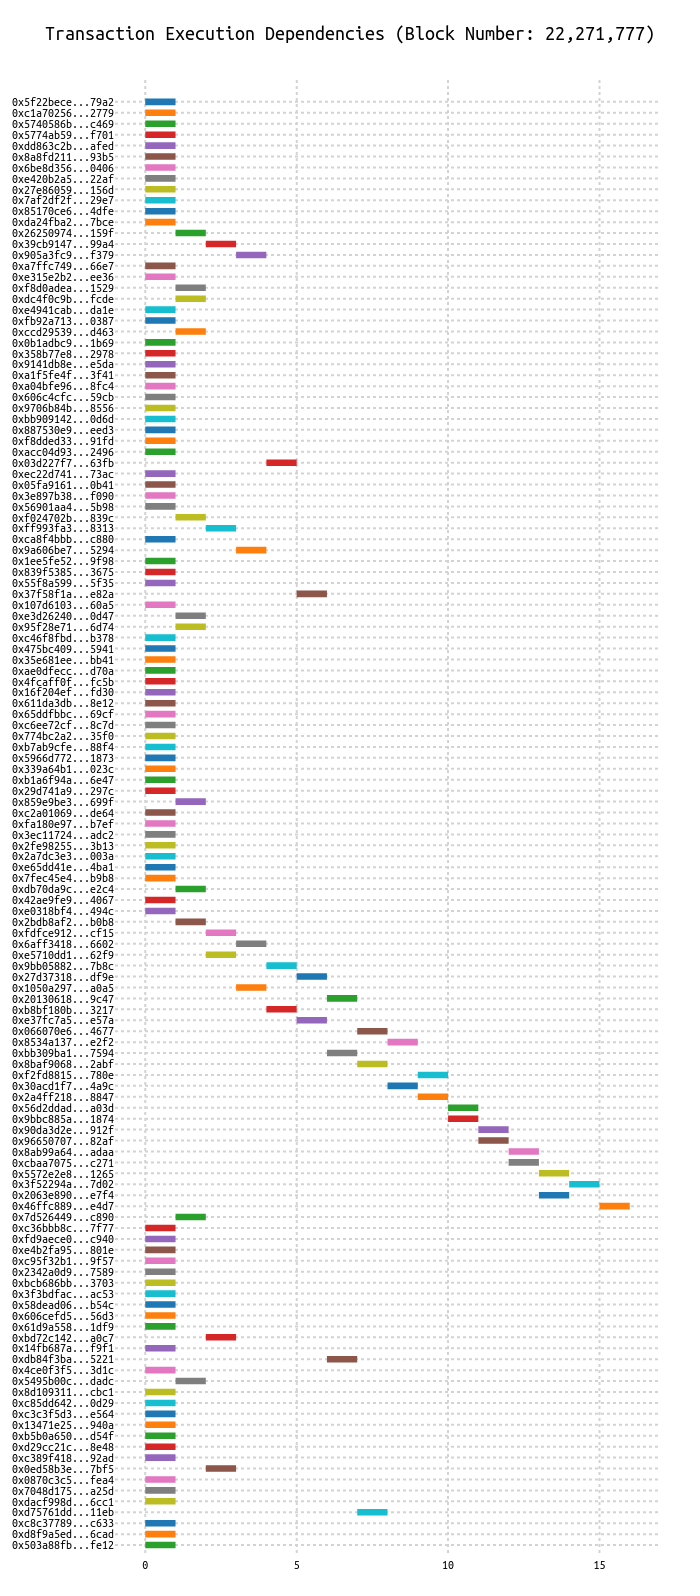 Transaction Execution Dependencies (Block Number: 22,271,777)
0x5f22bece...79a2
0xc1a70256...2779
0x5740586b...c469
0x5774ab59...f701
0xdd863c2b...afed
0x8a8fd211...93b5
0x6be8d356...0406
0xe420b2a5...22af
0x27e86059...156d
0x7af2df2f...29e7
0x85170ce6...4dfe
0xda24fba2...7bce
0x26250974...159f
0x39cb9147...99a4
0x905a3fc9...f379
0xa7ffc749...66e7
0xe315e2b2...ee36
0xf8d0adea...1529
0xdc4f0c9b...fcde
0xe4941cab...da1e
0xfb92a713...0387
0xccd29539...d463
0x0b1adbc9...1b69
0x358b77e8...2978
0x9141db8e...e5da
0xa1f5fe4f...3f41
0xa04bfe96...8fc4
0x606c4cfc...59cb
0x9706b84b...8556
0xbb909142...0d6d
0x887530e9...eed3
0xf8dded33...91fd
0xacc04d93...2496
0x03d227f7...63fb
0xec22d741...73ac
0x05fa9161...0b41
0x3e897b38...f090
0x56901aa4...5b98
0xf024702b...839c
0xff993fa3...8313
0xca8f4bbb...c880
0x9a606be7...5294
0x1ee5fe52...9f98
0x839f5385...3675
0x55f8a599...5f35
0x37f58f1a...e82a
0x107d6103...60a5
0xe3d26240...0d47
0x95f28e71...6d74
0xc46f8fbd...b378
0x475bc409...5941
0x35e681ee...bb41
0xae0dfecc...d70a
0x4fcaff0f...fc5b
0x16f204ef...fd30
0x611da3db...8e12
0x65ddfbbc...69cf
0xc6ee72cf...8c7d
0x774bc2a2...35f0
0xb7ab9cfe...88f4
0x5966d772...1873
0x339a64b1...023c
0xb1a6f94a...6e47
0x29d741a9...297c
0x859e9be3...699f
0xc2a01069...de64
0xfa180e97...b7ef
0x3ec11724...adc2
0x2fe98255...3b13
0x2a7dc3e3...003a
0xe65dd41e...4ba1
0x7fec45e4...b9b8
0xdb70da9c...e2c4
0x42ae9fe9...4067
0xe0318bf4...494c
0x2bdb8af2...b0b8
0xfdfce912...cf15
0x6aff3418...6602
0xe5710dd1...62f9
0x9bb05882...7b8c
0x27d37318...df9e
0x1050a297...a0a5
0x20130618...9c47
0xb8bf180b...3217
0xe37fc7a5...e57a
0x066070e6...4677
0x8534a137...e2f2
0xbb309ba1...7594
0x8baf9068...2abf
0xf2fd8815...780e
0x30acd1f7...4a9c
0x2a4ff218...8847
0x56d2ddad...a03d
0x9bbc885a...1874
0x90da3d2e...912f
0x96650707...82af
0x8ab99a64...adaa
0xcbaa7075...c271
0x5572e2e8...1265
0x3f52294a...7d02
0x2063e890...e7f4
0x46ffc889...e4d7
0x7d526449...c890
0xc36bbb8c...7f77
0xfd9aece0...c940
0xe4b2fa95...801e
0xc95f32b1...9f57
0x2342a0d9...7589
0xbcb686bb...3703
0x3f3bdfac...ac53
0x58dead06...b54c
0x606cefd5...56d3
0x61d9a558...1df9
0xbd72c142...a0c7
0x14fb687a...f9f1
0xdb84f3ba...5221
0x4ce0f3f5...3d1c
0x5495b00c...dadc
0x8d109311...cbc1
0xc85dd642...0d29
0xc3c3f5d3...e564
0x13471e25...940a
0xb5b0a650...d54f
0xd29cc21c...8e48
0xc389f418...92ad
0x0ed58b3e...7bf5
0x0870c3c5...fea4
0x7048d175...a25d
0xdacf998d...6cc1
0xd75761dd...11eb
0xc8c37789...c633
0xd8f9a5ed...6cad
0x503a88fb...fe12
0 5 10 15